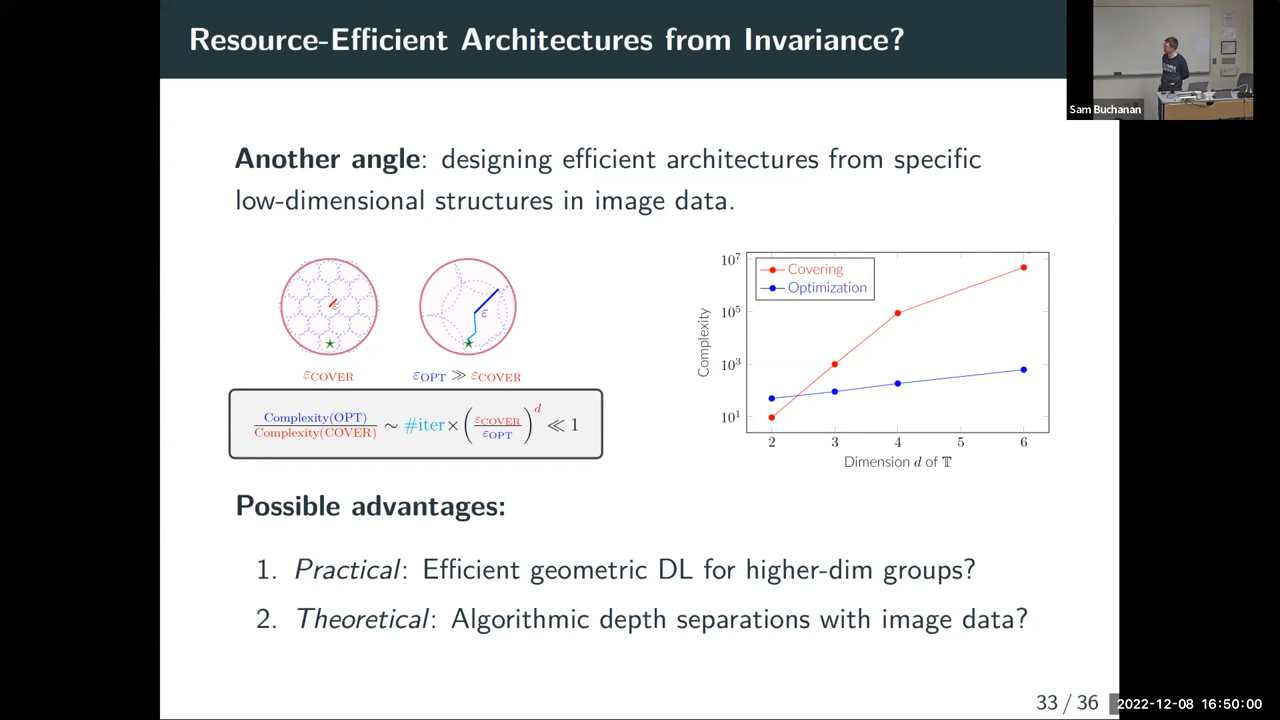 Resource-Efficient Architectures from Invariance?
Sam Buchanan
Another angle: designing efficient architectures from specific
low-dimensional structures in image data.
ε
ε_COVER
ε_OPT ≫ ε_COVER
Complexity(OPT) / Complexity(COVER) ∼ #iter × (ε_COVER / ε_OPT)^d ≪ 1
Covering
Optimization
Complexity
10^7
10^5
10^3
10^1
2 3 4 5 6
Dimension d of 𝕋
Possible advantages:
1. Practical: Efficient geometric DL for higher-dim groups?
2. Theoretical: Algorithmic depth separations with image data?
33 / 36
2022-12-08 16:50:00